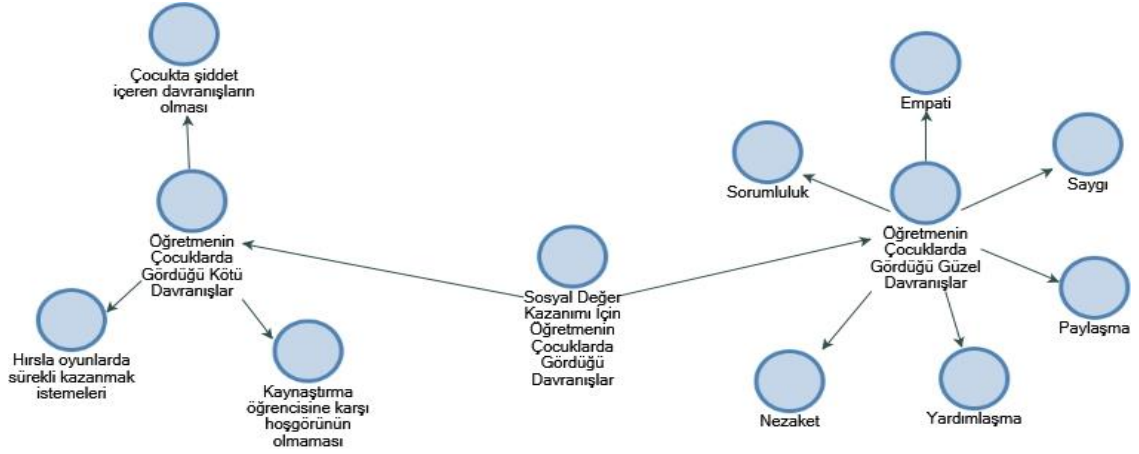 Çocukta şiddet
içeren davranışların
olması
Empati
Sorumluluk
Saygı
Öğretmenin
Çocuklarda
Gördüğü Kötü
Davranışlar
Öğretmenin
Çocuklarda
Gördüğü Güzel
Davranışlar
Sosyal Değer
Kazanımı İçin
Öğretmenin
Çocuklarda
Gördüğü
Davranışlar
Paylaşma
Hırsla oyunlarda
sürekli kazanmak
istemeleri
Kaynaştırma
öğrencisine karşı
hoşgörünün
olmaması
Nezaket
Yardımlaşma